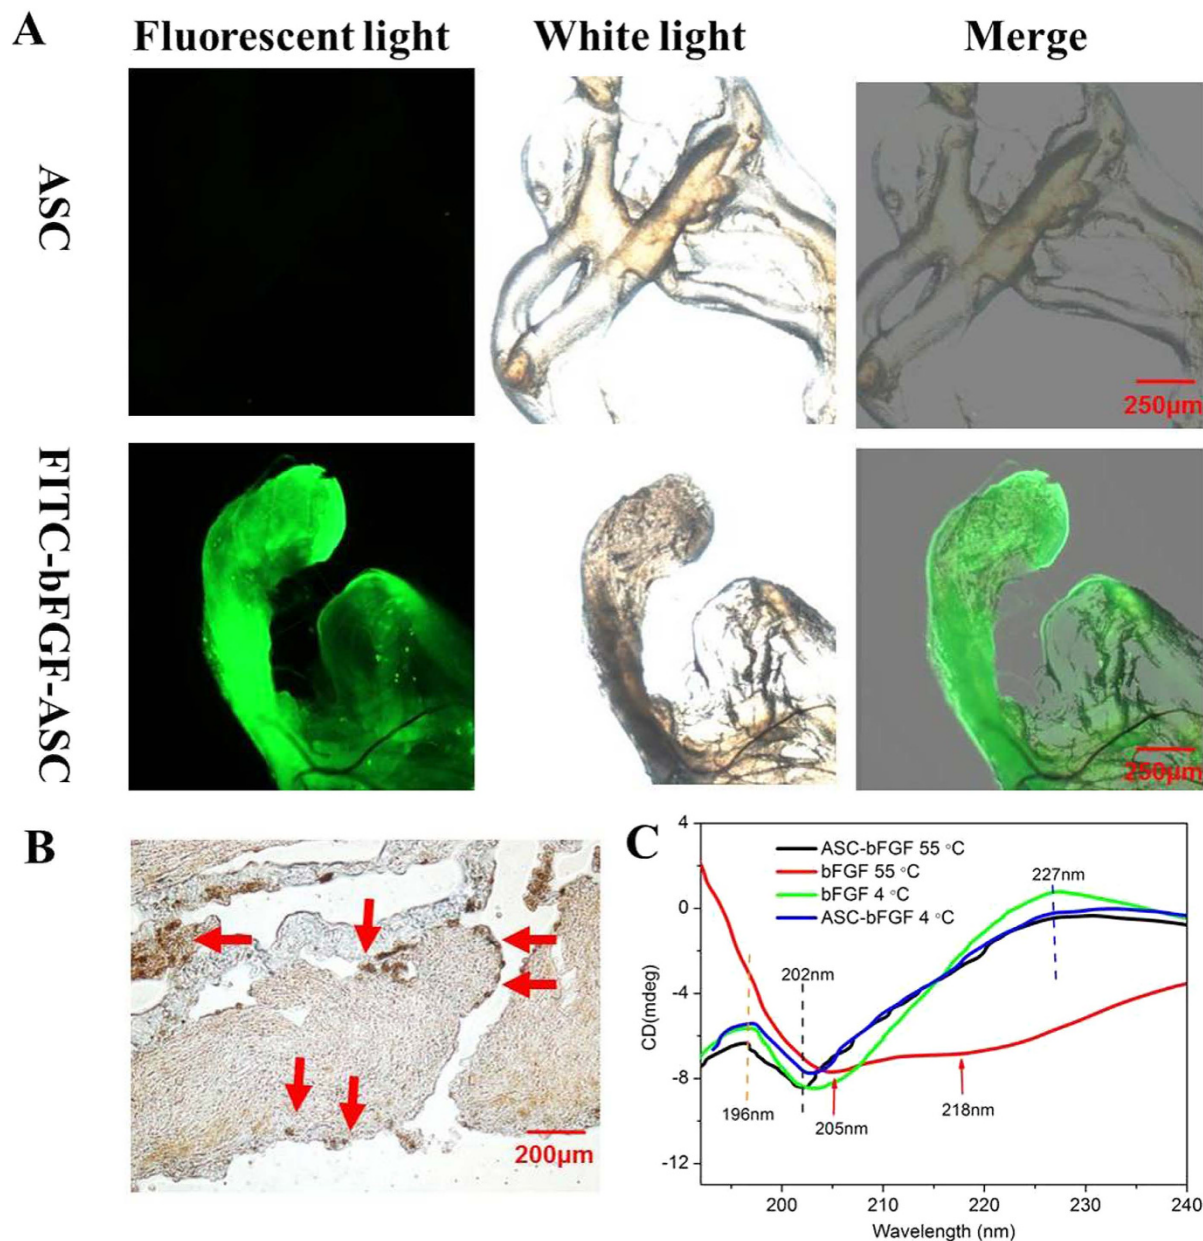 A
Fluorescent light
White light
Merge
ASC
250μm
FITC-bFGF-ASC
250μm
B
200μm
C
ASC-bFGF 55 °C
bFGF 55 °C
bFGF 4 °C
ASC-bFGF 4 °C
227nm
202nm
196nm
205nm
218nm
4
0
-4
-8
-12
CD(mdeg)
200
210
220
230
240
Wavelength (nm)